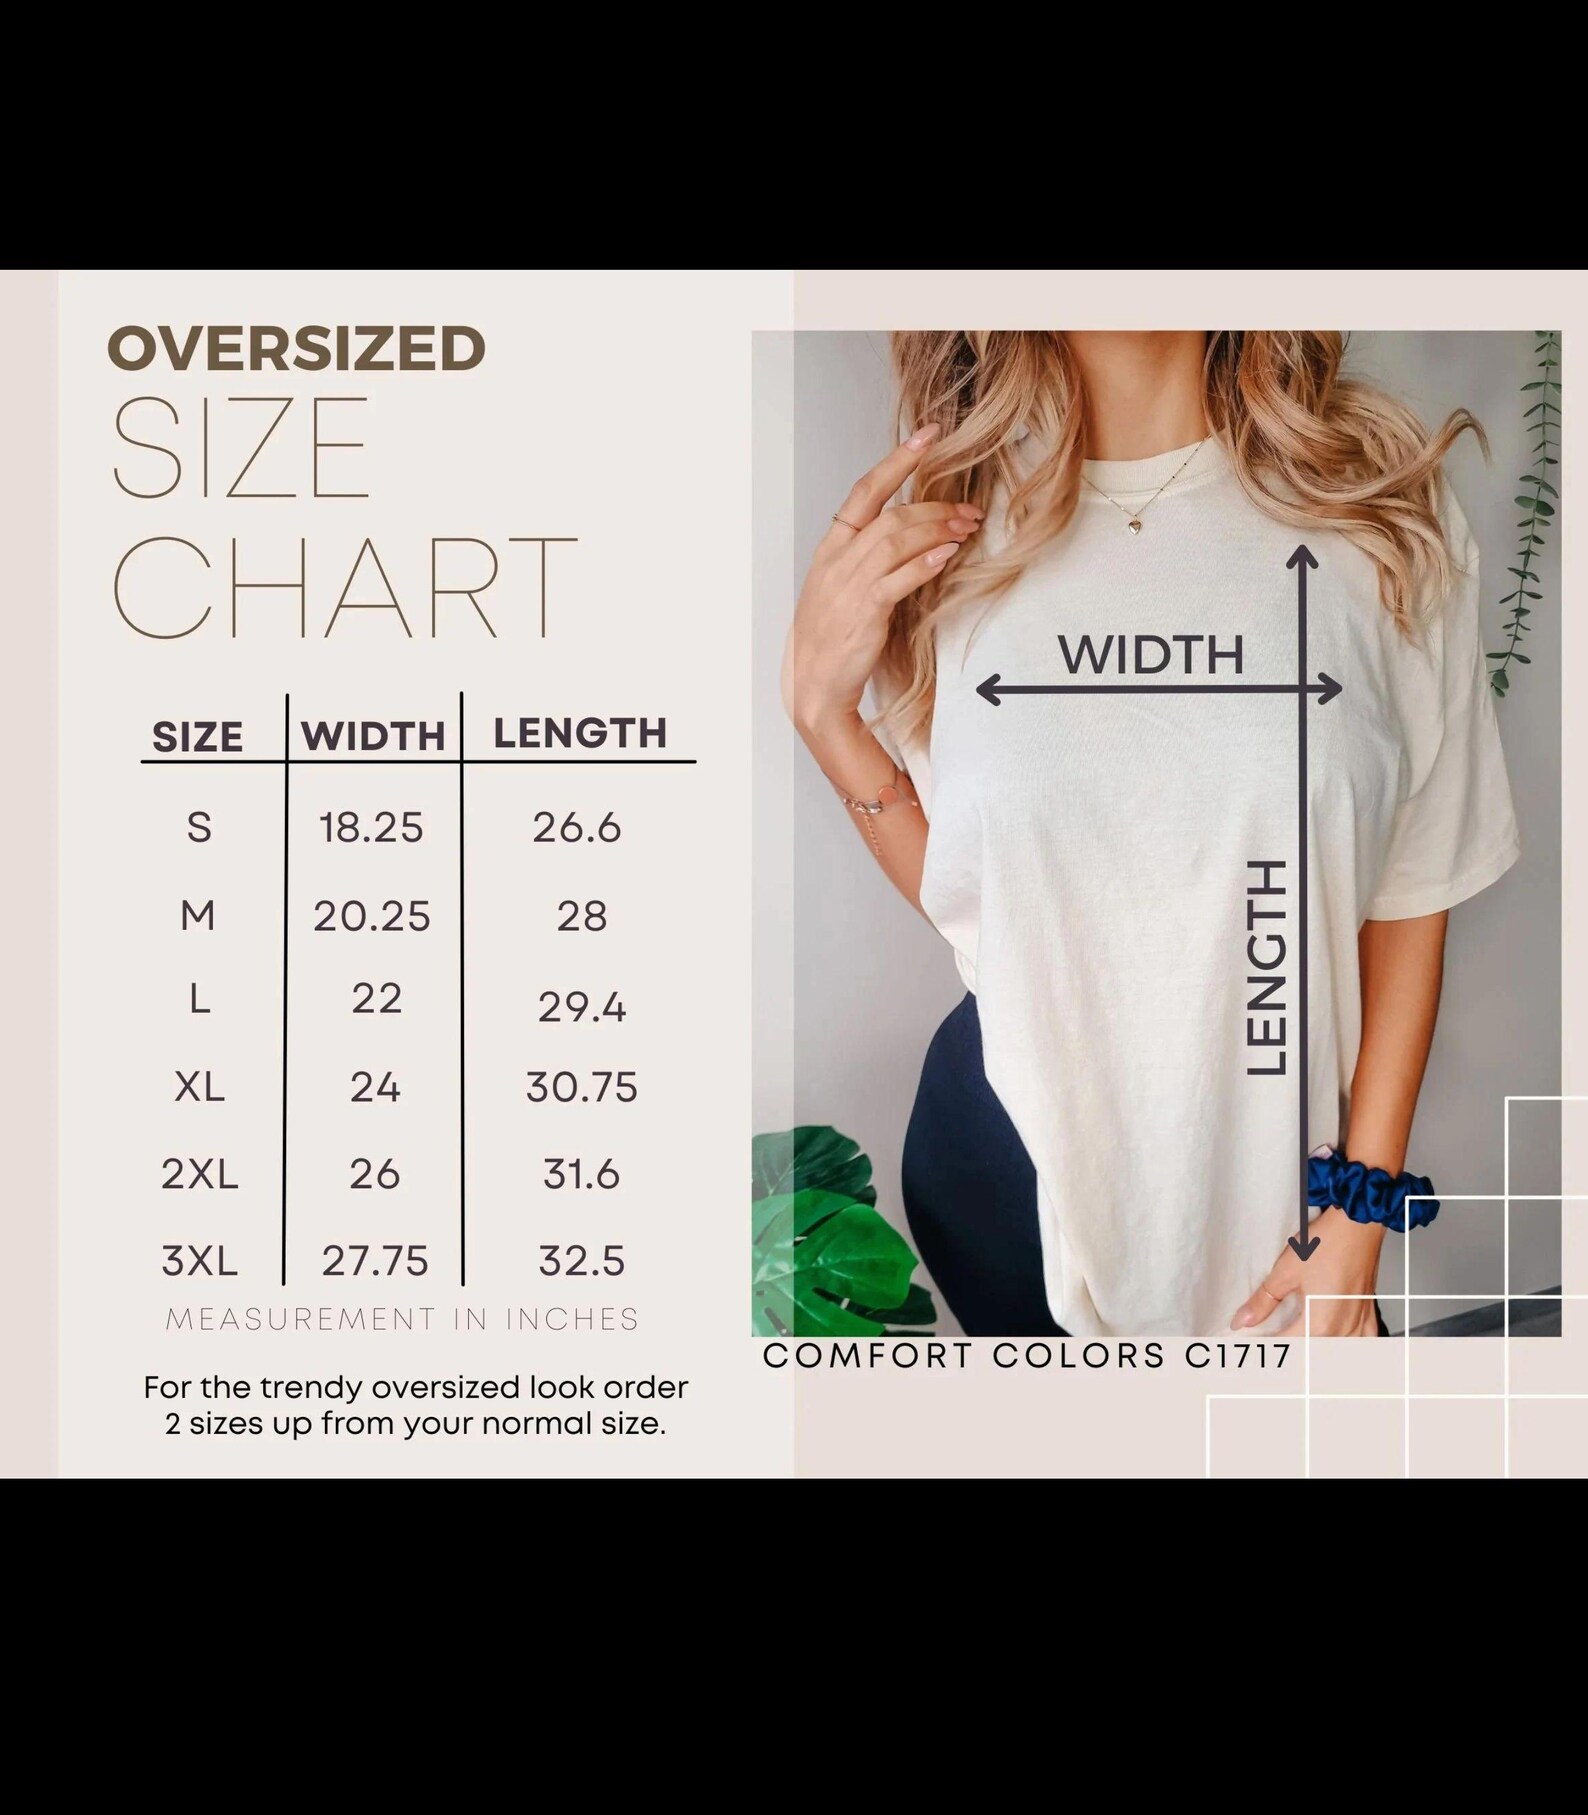 OVERSIZED
SIZE
CHART
SIZE WIDTH LENGTH
S 18.25 26.6
M 20.25 28
L 22 29.4
XL 24 30.75
2XL 26 31.6
3XL 27.75 32.5
MEASUREMENT IN INCHES
For the trendy oversized look order
2 sizes up from your normal size.
WIDTH
LENGTH
COMFORT COLORS C1717